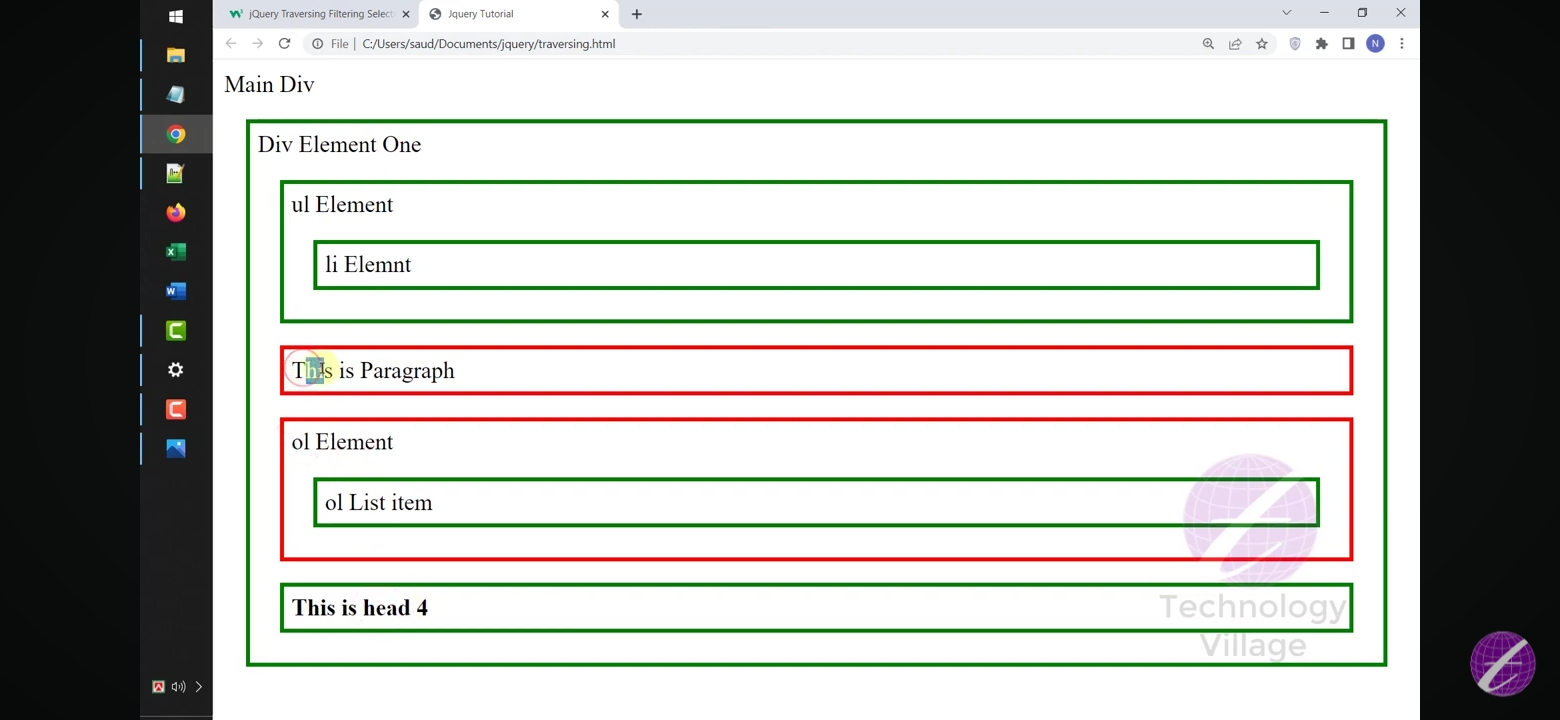 jQuery Traversing Filtering Select
Jquery Tutorial
File
C:/Users/saud/Documents/jquery/traversing.html
N
Main Div
Div Element One
ul Element
li Elemnt
This is Paragraph
ol Element
ol List item
This is head 4
Technology
Village